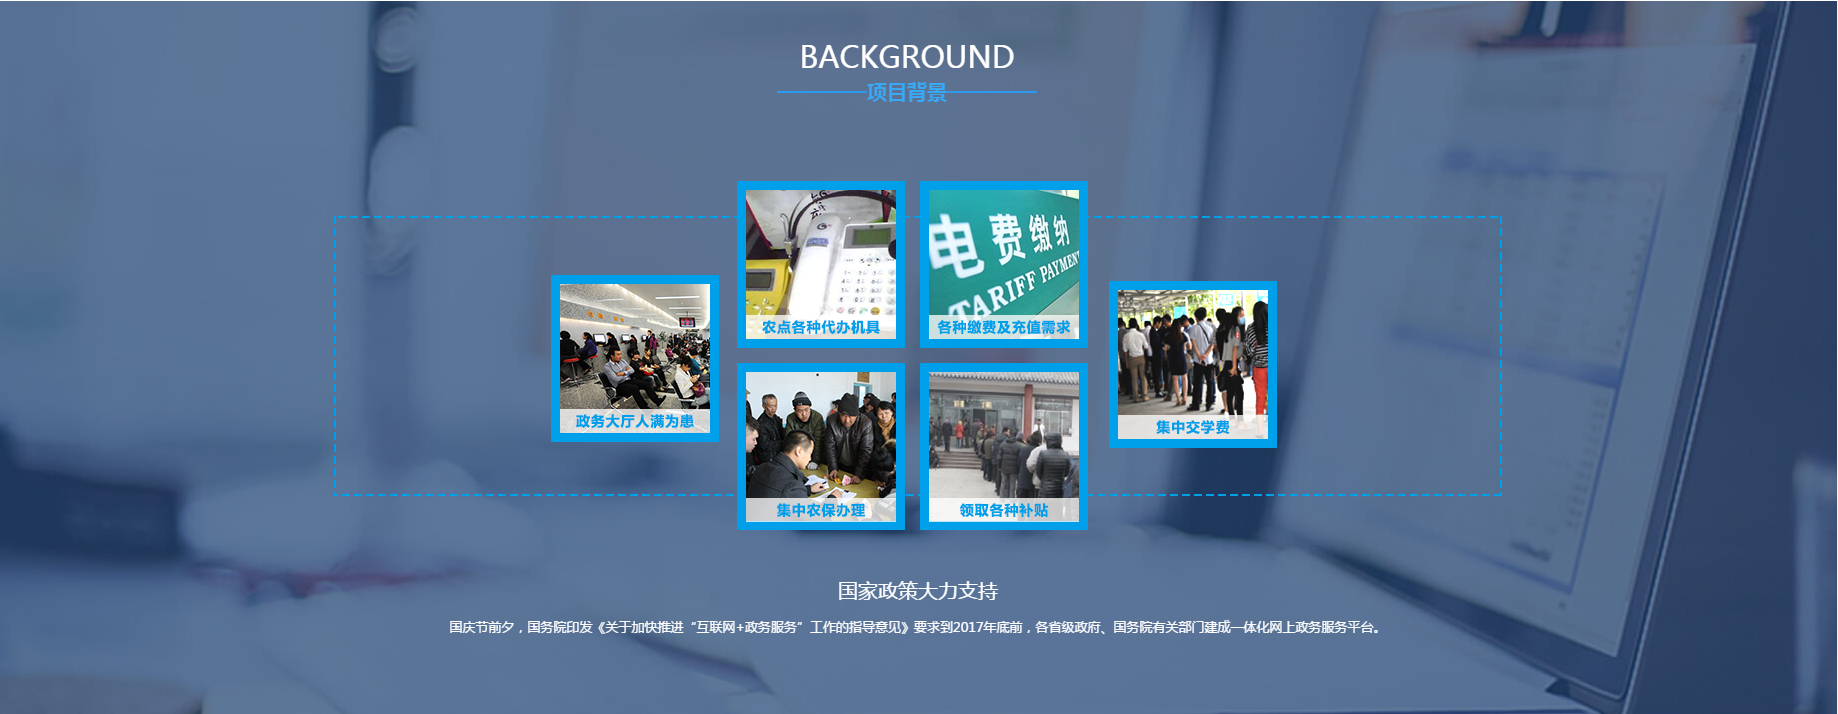 BACKGROUND
项目背景
电费缴纳
TARIFF PAYMENT
农点各种代办机具
各种缴费及充值需求
政务大厅人满为患
集中交学费
集中农保办理
领取各种补贴
国家政策大力支持
国庆节前夕，国务院印发《关于加快推进“互联网+政务服务”工作的指导意见》要求到2017年底前，各省级政府、国务院有关部门建成一体化网上政务服务平台。